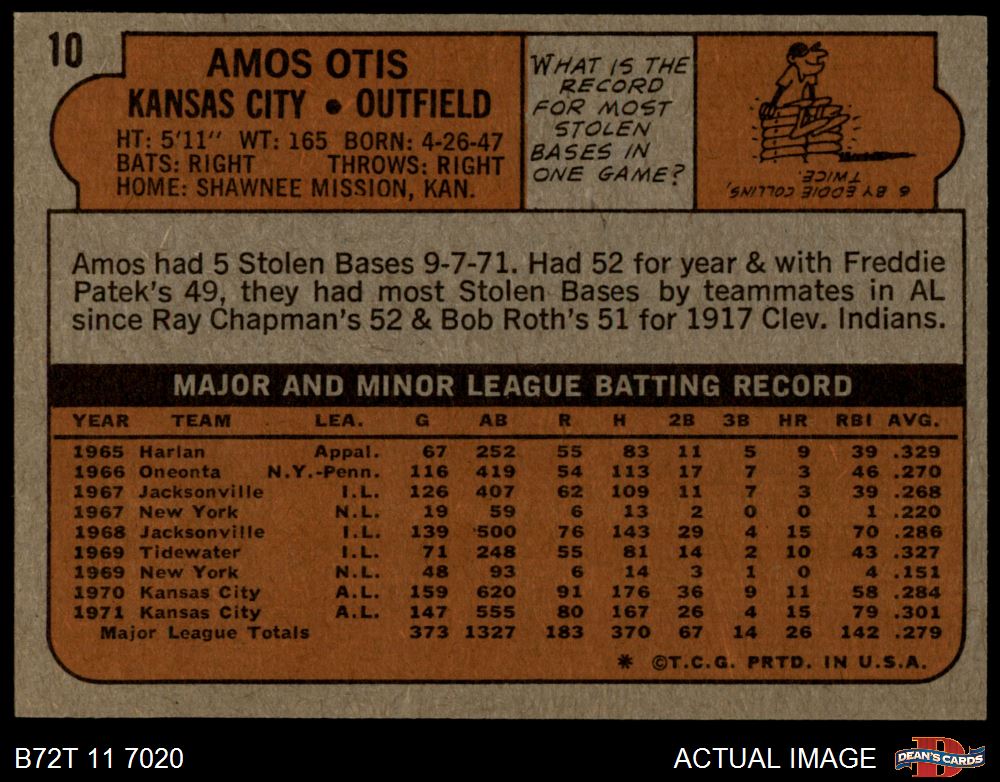 10
AMOS OTIS
KANSAS CITY • OUTFIELD
HT: 5'11" WT: 165 BORN: 4-26-47
BATS: RIGHT THROWS: RIGHT
HOME: SHAWNEE MISSION, KAN.
WHAT IS THE
RECORD
FOR MOST
STOLEN
BASES IN
ONE GAME?
6 BY EDDIE COLLINS,
TWICE.
Amos had 5 Stolen Bases 9-7-71. Had 52 for year & with Freddie
Patek's 49, they had most Stolen Bases by teammates in AL
since Ray Chapman's 52 & Bob Roth's 51 for 1917 Clev. Indians.
MAJOR AND MINOR LEAGUE BATTING RECORD
YEAR TEAM LEA. G AB R H 2B 3B HR RBI AVG.
1965 Harlan Appal. 67 252 55 83 11 5 9 39 .329
1966 Oneonta N.Y.-Penn. 116 419 54 113 17 7 3 46 .270
1967 Jacksonville I.L. 126 407 62 109 11 7 3 39 .268
1967 New York N.L. 19 59 6 13 2 0 0 1 .220
1968 Jacksonville I.L. 139 500 76 143 29 4 15 70 .286
1969 Tidewater I.L. 71 248 55 81 14 2 10 43 .327
1969 New York N.L. 48 93 6 14 3 1 0 4 .151
1970 Kansas City A.L. 159 620 91 176 36 9 11 58 .284
1971 Kansas City A.L. 147 555 80 167 26 4 15 79 .301
Major League Totals 373 1327 183 370 67 14 26 142 .279
* ©T.C.G. PRTD. IN U.S.A.
B72T 11 7020
ACTUAL IMAGE
DEAN'S CARDS